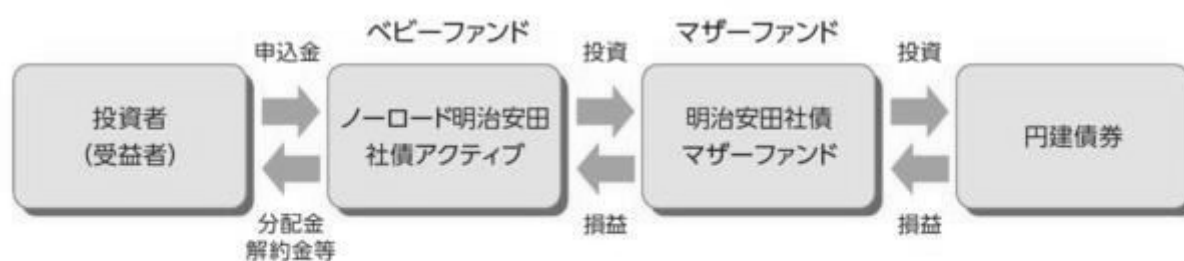 ベビーファンド
マザーファンド
申込金
投資
投資
投資者
(受益者)
ノーロード明治安田
社債アクティブ
明治安田社債
マザーファンド
円建債券
分配金
解約金等
損益
損益